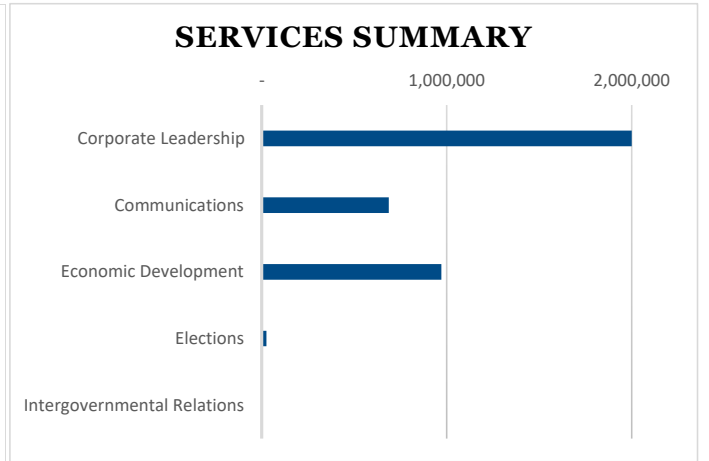 SERVICES SUMMARY
- 1,000,000 2,000,000
Corporate Leadership
Communications
Economic Development
Elections
Intergovernmental Relations